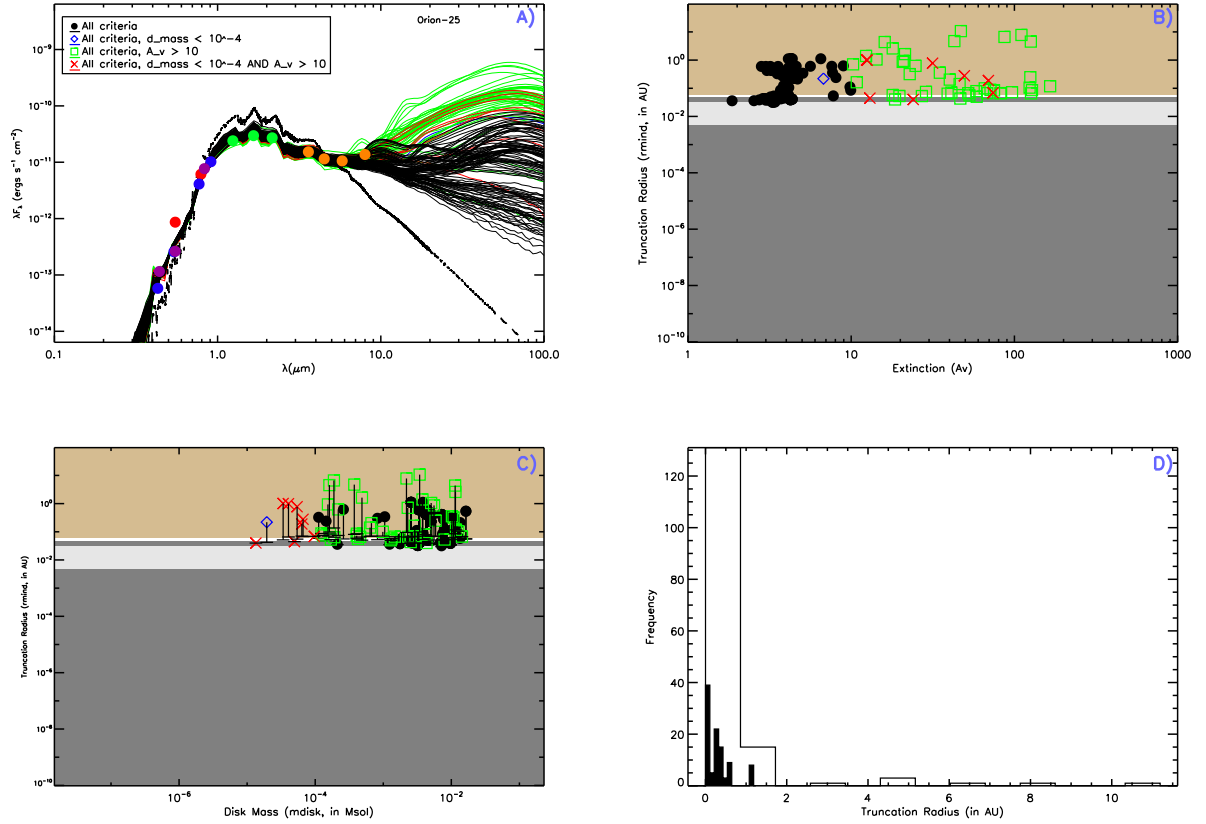 A)
Orion-25
All criteria
All criteria, d_mass < 10^-4
All criteria, A_v > 10
All criteria, d_mass < 10^-4 AND A_v > 10
10⁻⁹
10⁻¹⁰
10⁻¹¹
10⁻¹²
10⁻¹³
10⁻¹⁴
λF_λ (ergs s⁻¹ cm⁻²)
0.1 1.0 10.0 100.0
λ(μm)
B)
10⁰
10⁻²
10⁻⁴
10⁻⁶
10⁻⁸
10⁻¹⁰
Truncation Radius (rmind, in AU)
1 10 100 1000
Extinction (Av)
C)
10⁰
10⁻²
10⁻⁴
10⁻⁶
10⁻⁸
10⁻¹⁰
Truncation Radius (rmind, in AU)
10⁻⁶ 10⁻⁴ 10⁻²
Disk Mass (mdisk, in Msol)
D)
120
100
80
60
40
20
0
Frequency
0 2 4 6 8 10
Truncation Radius (in AU)